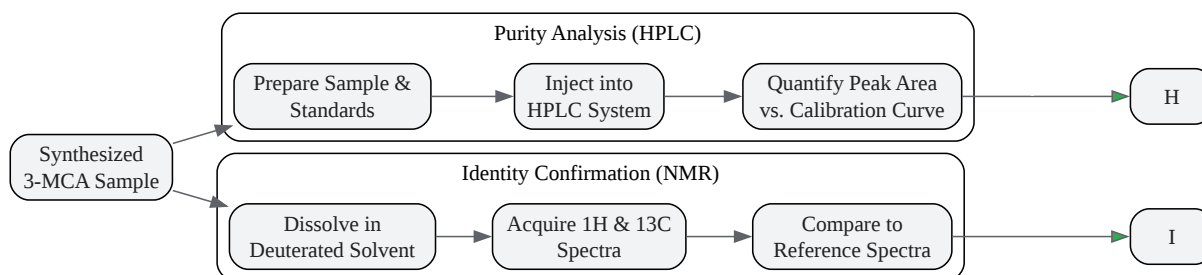 Purity Analysis (HPLC)
Prepare Sample &
Standards
Inject into
HPLC System
Quantify Peak Area
vs. Calibration Curve
H
Synthesized
3-MCA Sample
Identity Confirmation (NMR)
Dissolve in
Deuterated Solvent
Acquire 1H & 13C
Spectra
Compare to
Reference Spectra
I